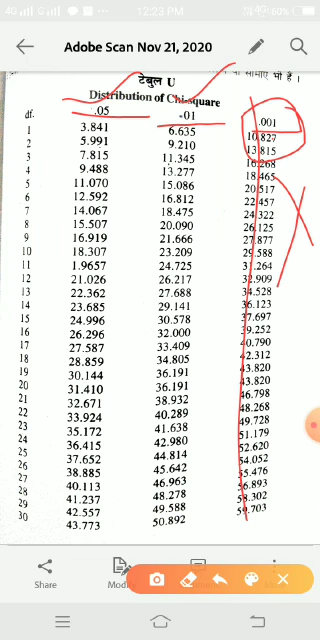 12:23 PM
60%
Adobe Scan Nov 21, 2020
भी हैं ।
टेबुल U
Distribution of Chi-square
df. .05 -01 .001
1 3.841 6.635 10.827
2 5.991 9.210 13.815
3 7.815 11.345 16.268
4 9.488 13.277 18.465
5 11.070 15.086 20.517
6 12.592 16.812 22.457
7 14.067 18.475 24.322
8 15.507 20.090 26.125
9 16.919 21.666 27.877
10 18.307 23.209 29.588
11 1.9657 24.725 31.264
12 21.026 26.217 32.909
13 22.362 27.688 34.528
14 23.685 29.141 36.123
15 24.996 30.578 37.697
16 26.296 32.000 39.252
17 27.587 33.409 40.790
18 28.859 34.805 42.312
19 30.144 36.191 43.820
20 31.410 36.191 43.820
21 32.671 38.932 46.798
22 33.924 40.289 48.268
23 35.172 41.638 49.728
24 36.415 42.980 51.179
25 37.652 44.814 52.620
26 38.885 45.642 54.052
27 40.113 46.963 55.476
28 41.237 48.278 56.893
29 42.557 49.588 58.302
30 43.773 50.892 59.703
Share